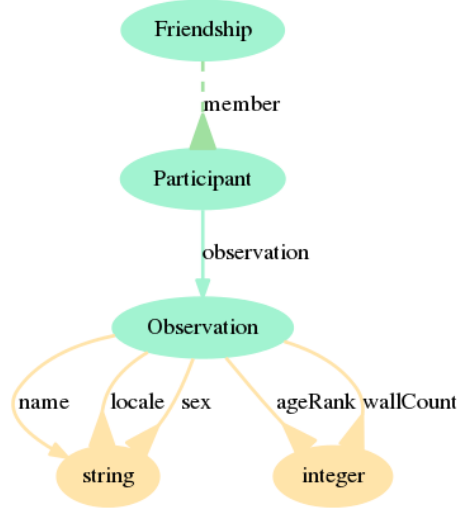 Friendship
member
Participant
observation
Observation
name
locale
sex
ageRank
wallCount
string
integer